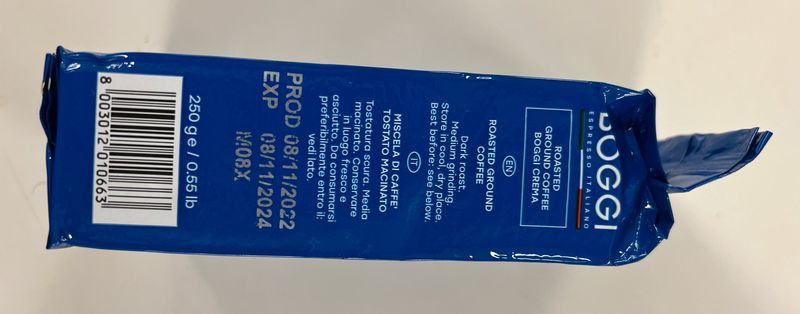 BOGGI
ESPRESSO ITALIANO
ROASTED
GROUND COFFEE
BOGGI CREMA
EN
ROASTED GROUND
COFFEE
Dark roast.
Medium grinding.
Store in cool, dry place.
Best before: see below.
IT
MISCELA DI CAFFE'
TOSTATO MACINATO
Tostatura scura. Media
macinato. Conservare
in luogo fresco e
asciutto. Da consumarsi
preferibilmente entro il:
vedi lato.
PROD 08/11/2022
EXP 08/11/2024
M08X
250 g e / 0.55 lb
8 003012 010663